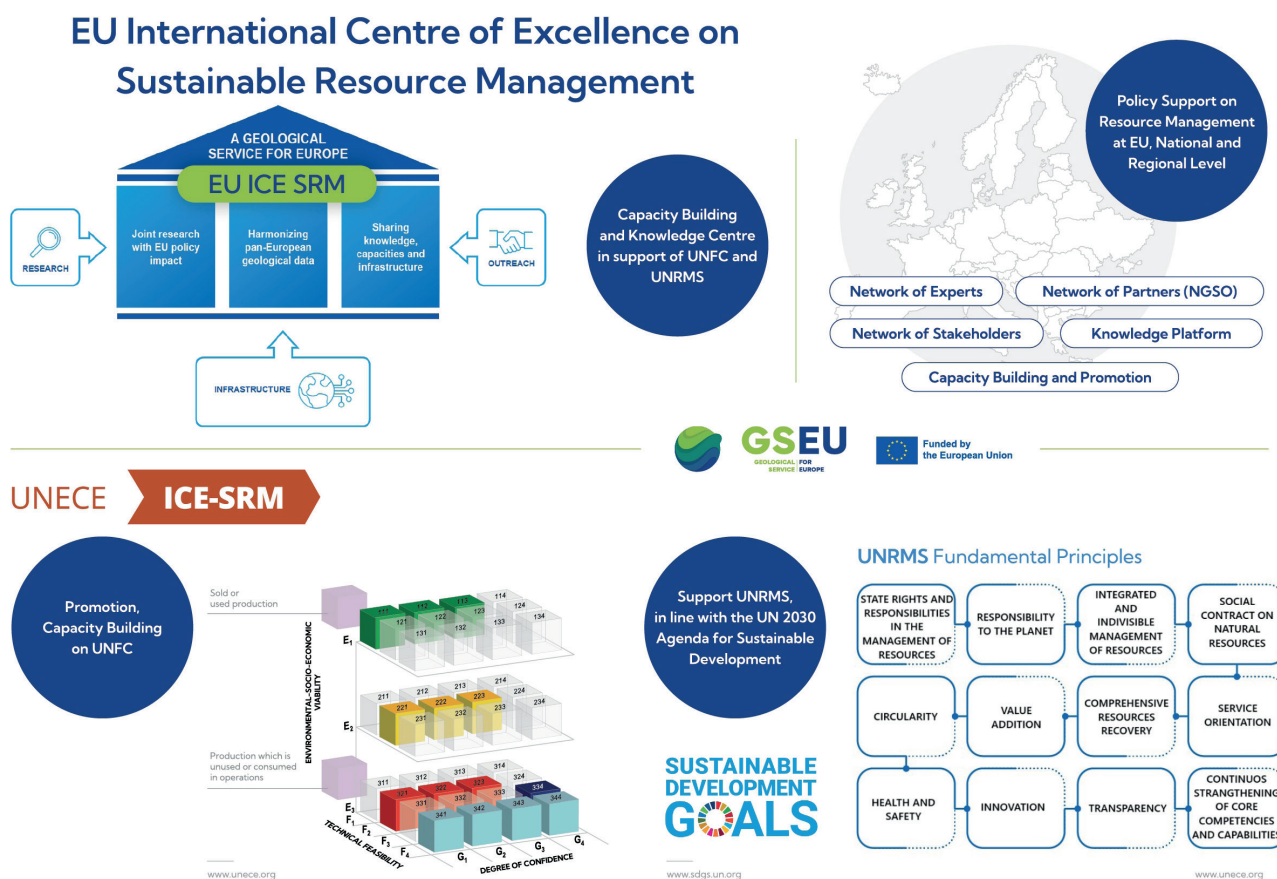 EU International Centre of Excellence on
Sustainable Resource Management
A GEOLOGICAL
SERVICE FOR EUROPE
EU ICE SRM
Joint research
with EU policy
impact
Harmonizing
pan-European
geological data
Sharing
knowledge,
capacities and
infrastructure
RESEARCH
OUTREACH
INFRASTRUCTURE
Capacity Building
and Knowledge Centre
in support of UNFC and
UNRMS
Policy Support on
Resource Management
at EU, National and
Regional Level
Network of Experts
Network of Partners (NGSO)
Network of Stakeholders
Knowledge Platform
Capacity Building and Promotion
GSEU
GEOLOGICAL FOR
SERVICE EUROPE
Funded by
the European Union
UNECE
ICE-SRM
Promotion,
Capacity Building
on UNFC
Sold or
used production
Production which is
unused or consumed
in operations
ENVIRONMENTAL-SOCIO-ECONOMIC
VIABILITY
E1
111
112
113
114
121
122
123
124
131
132
133
134
E2
211
212
213
214
221
222
223
224
231
232
233
234
E3
311
312
313
314
321
322
323
324
331
332
333
334
341
342
343
344
F1
F2
F3
F4
TECHNICAL FEASIBILITY
G1
G2
G3
G4
DEGREE OF CONFIDENCE
www.unece.org
Support UNRMS,
in line with the UN 2030
Agenda for Sustainable
Development
SUSTAINABLE
DEVELOPMENT
GOALS
www.sdgs.un.org
UNRMS Fundamental Principles
STATE RIGHTS AND
RESPONSIBILITIES
IN THE
MANAGEMENT OF
RESOURCES
RESPONSIBILITY
TO THE PLANET
INTEGRATED
AND
INDIVISIBLE
MANAGEMENT
OF RESOURCES
SOCIAL
CONTRACT ON
NATURAL
RESOURCES
CIRCULARITY
VALUE
ADDITION
COMPREHENSIVE
RESOURCES
RECOVERY
SERVICE
ORIENTATION
HEALTH AND
SAFETY
INNOVATION
TRANSPARENCY
CONTINUOS
STRANGTHENING
OF CORE
COMPETENCIES
AND CAPABILITIES
www.unece.org